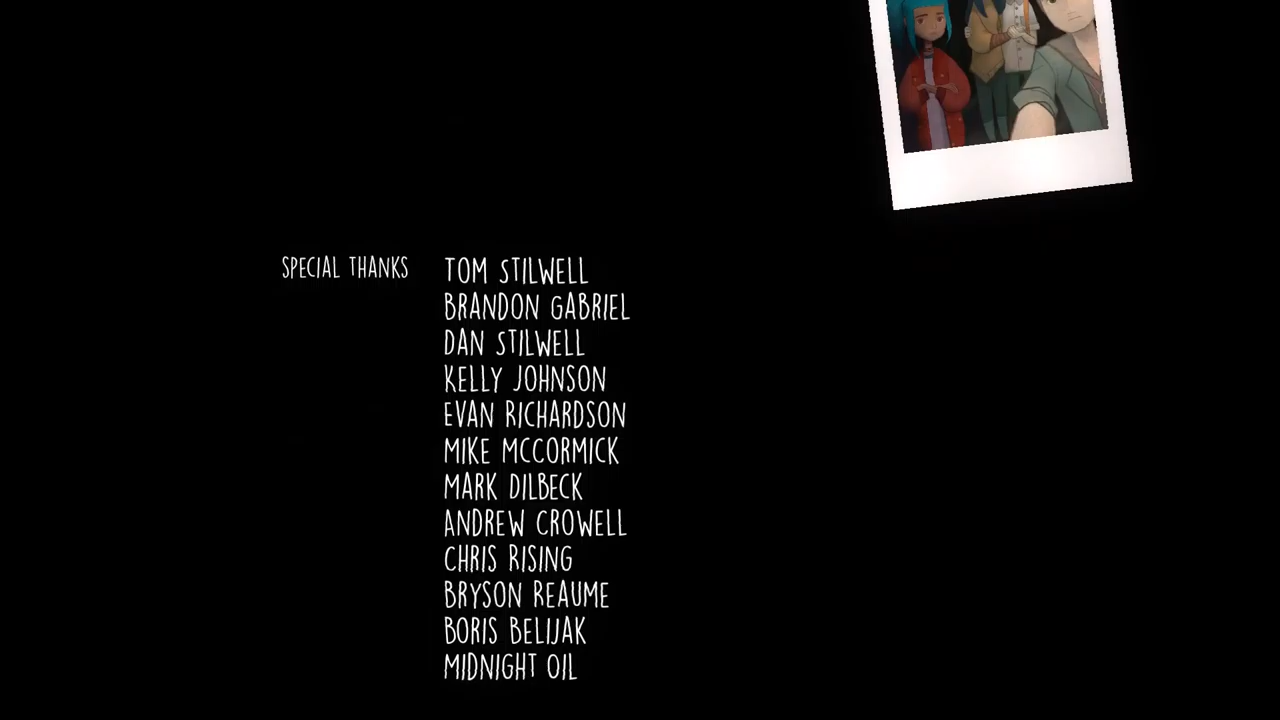 SPECIAL THANKS TOM STILWELL
BRANDON GABRIEL
DAN STILWELL
KELLY JOHNSON
EVAN RICHARDSON
MIKE MCCORMICK
MARK DILBECK
ANDREW CROWELL
CHRIS RISING
BRYSON REAUME
BORIS BELIJAK
MIDNIGHT OIL